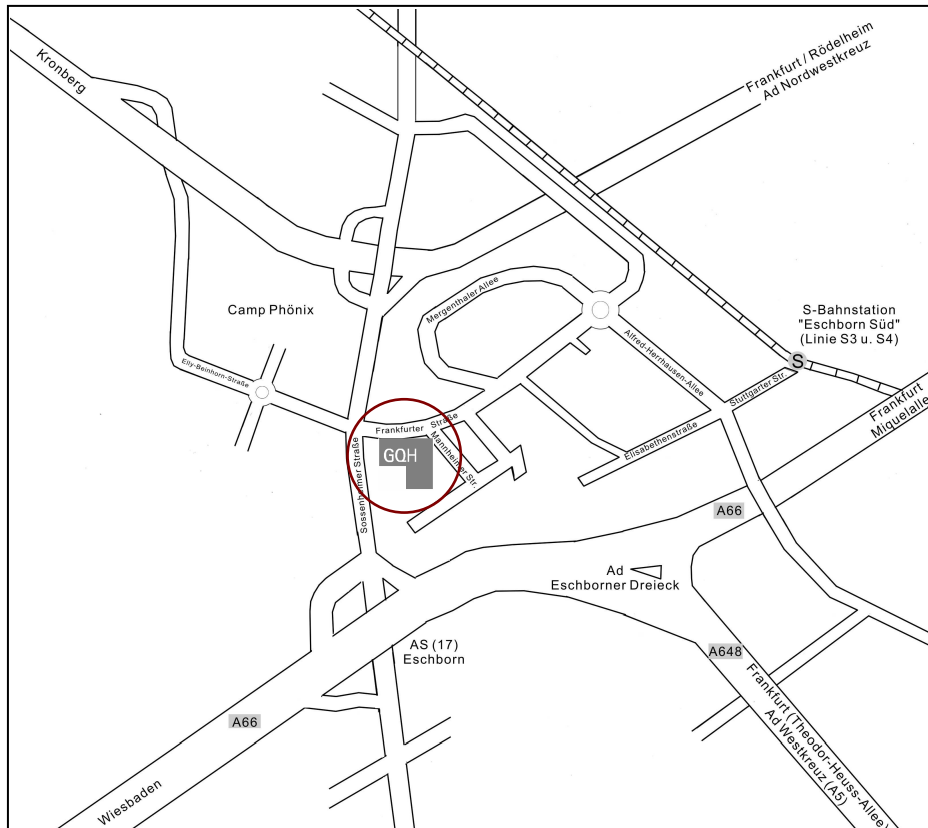 Kronberg
Frankfurt / Rödelheim
Ad Nordwestkreuz
Camp Phönix
Mergenthaler Allee
S-Bahnstation
"Eschborn Süd"
(Linie S3 u. S4)
S
Alfred-Herrhausen-Allee
Stuttgarter Str.
Elly-Beinhorn-Straße
Frankfurt
Miquelalle
Frankfurter Straße
Mannheimer Str.
GQH
Elisabethenstraße
Sossenheimer Straße
A66
Ad
Eschborner Dreieck
AS (17)
Eschborn
A648
Frankfurt (Theodor-Heuss-Allee)
Ad Westkreuz (A5)
A66
Wiesbaden